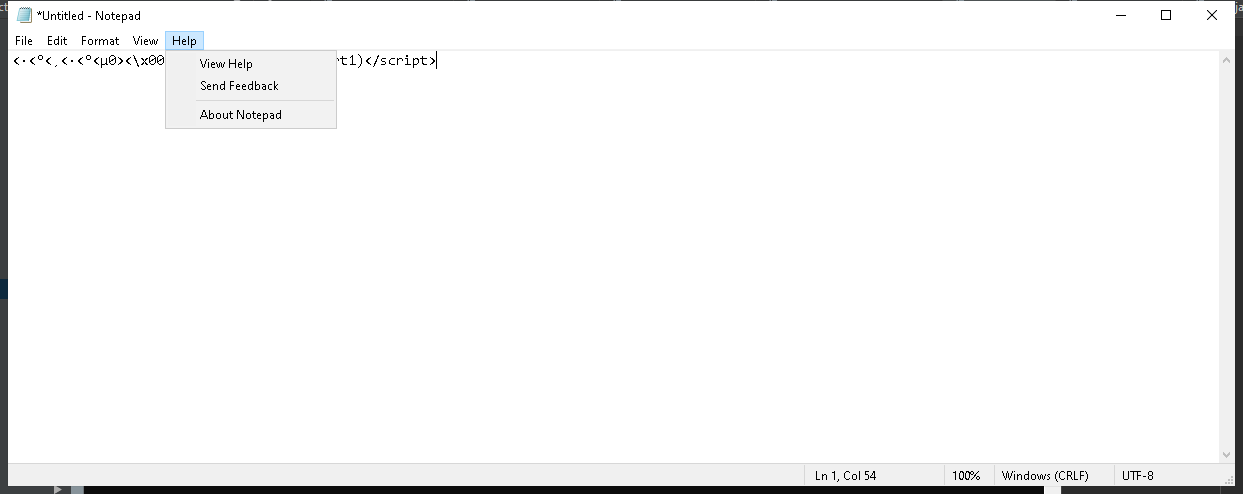 *Untitled - Notepad
File Edit Format View Help
<·<º<¸<·<º<µ0><\x00 rt1)</script>
View Help
Send Feedback
About Notepad
Ln 1, Col 54 100% Windows (CRLF) UTF-8